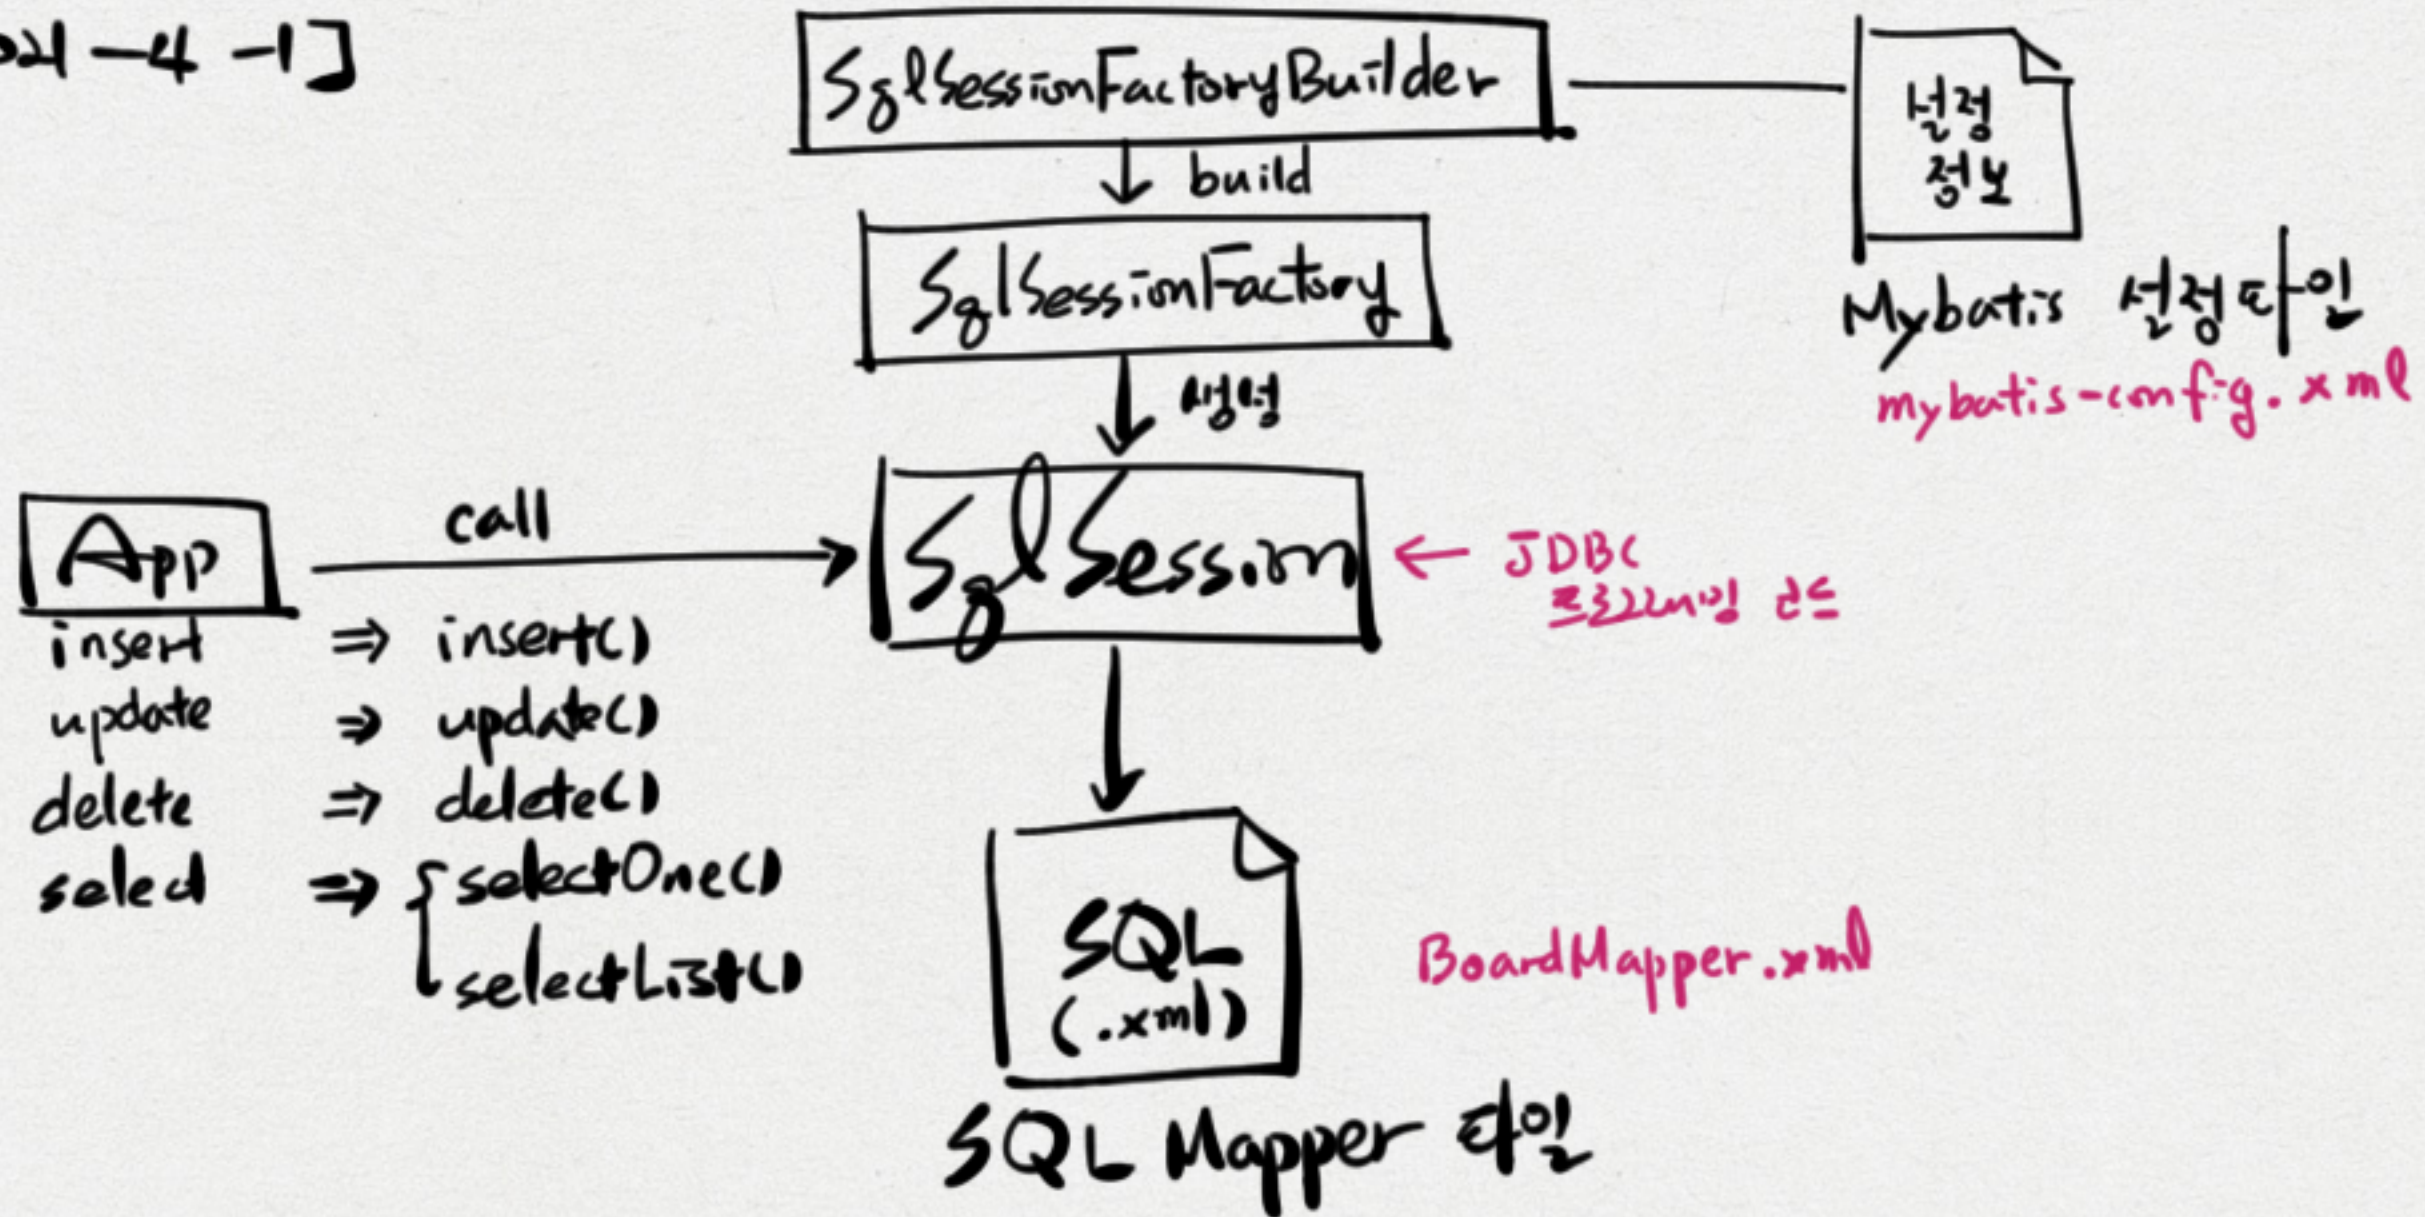 21-4-1]
SqlSessionFactoryBuilder
설정
정보
build
SqlSessionFactory
Mybatis 설정파일
mybatis-config.xml
생성
App
call
SqlSession
JDBC
프로그래밍 코드
insert ⇒ insert()
update ⇒ update()
delete ⇒ delete()
select ⇒ { selectOne()
selectList()
SQL
(.xml)
BoardMapper.xml
SQL Mapper 파일